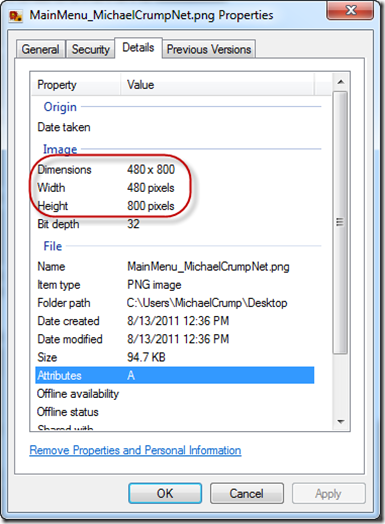 MainMenu_MichaelCrumpNet.png Properties
General Security Details Previous Versions
Property Value
Origin
Date taken
Image
Dimensions 480 x 800
Width 480 pixels
Height 800 pixels
Bit depth 32
File
Name MainMenu_MichaelCrumpNet.png
Item type PNG image
Folder path C:\Users\MichaelCrump\Desktop
Date created 8/13/2011 12:36 PM
Date modified 8/13/2011 12:36 PM
Size 94.7 KB
Attributes A
Offline availability
Offline status
Shared with
Remove Properties and Personal Information
OK Cancel Apply